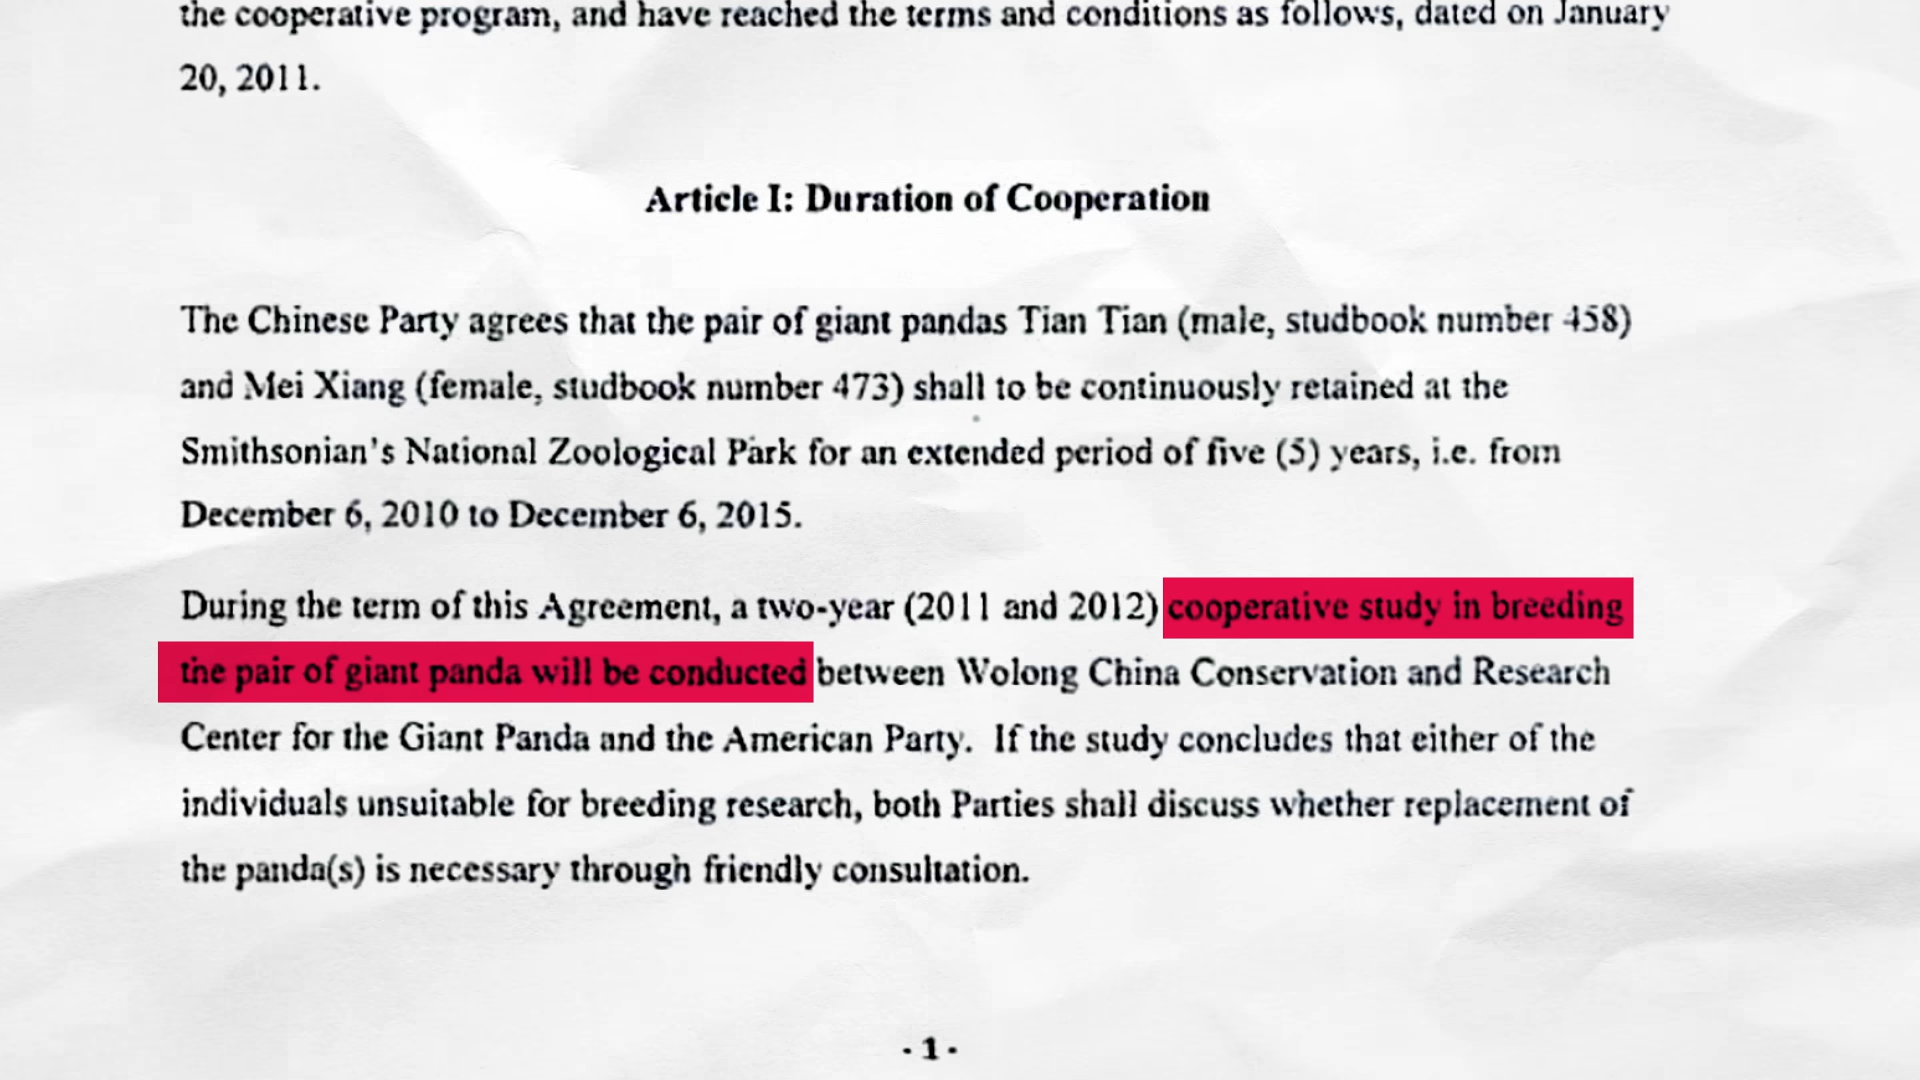 the cooperative program, and have reached the terms and conditions as follows, dated on January
20, 2011.
Article I: Duration of Cooperation
The Chinese Party agrees that the pair of giant pandas Tian Tian (male, studbook number 458)
and Mei Xiang (female, studbook number 473) shall to be continuously retained at the
Smithsonian's National Zoological Park for an extended period of five (5) years, i.e. from
December 6, 2010 to December 6, 2015.
During the term of this Agreement, a two-year (2011 and 2012) cooperative study in breeding
the pair of giant panda will be conducted between Wolong China Conservation and Research
Center for the Giant Panda and the American Party. If the study concludes that either of the
individuals unsuitable for breeding research, both Parties shall discuss whether replacement of
the panda(s) is necessary through friendly consultation.
- 1 -